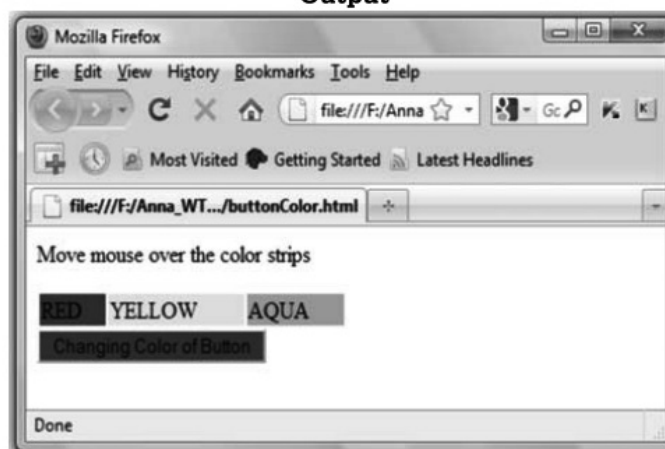 Output
Mozilla Firefox
File Edit View History Bookmarks Tools Help
file:///F:/Anna
Gc
K
Most Visited Getting Started Latest Headlines
file:///F:/Anna_WT.../buttonColor.html
Move mouse over the color strips
RED YELLOW AQUA
Changing Color of Button
Done